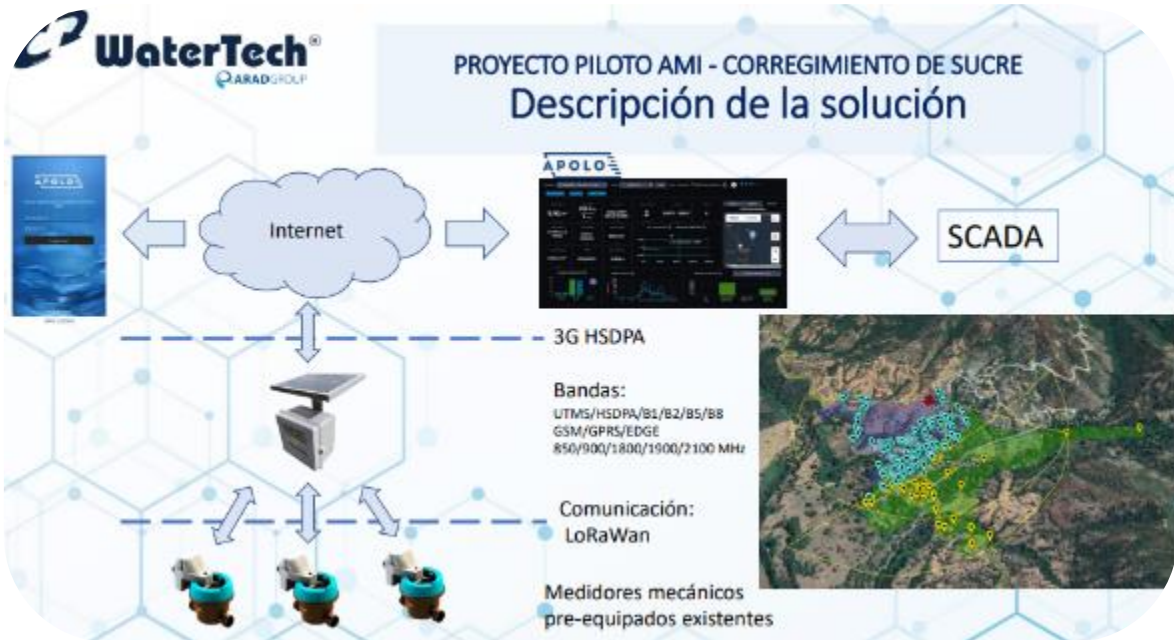 WaterTech®
ARADGROUP
PROYECTO PILOTO AMI - CORREGIMIENTO DE SUCRE
Descripción de la solución
APOLO
Internet
APOLO
SCADA
3G HSDPA
Bandas:
UTMS/HSDPA/B1/B2/B5/B8
GSM/GPRS/EDGE
850/900/1800/1900/2100 MHz
Comunicación:
LoRaWan
Medidores mecánicos
pre-equipados existentes